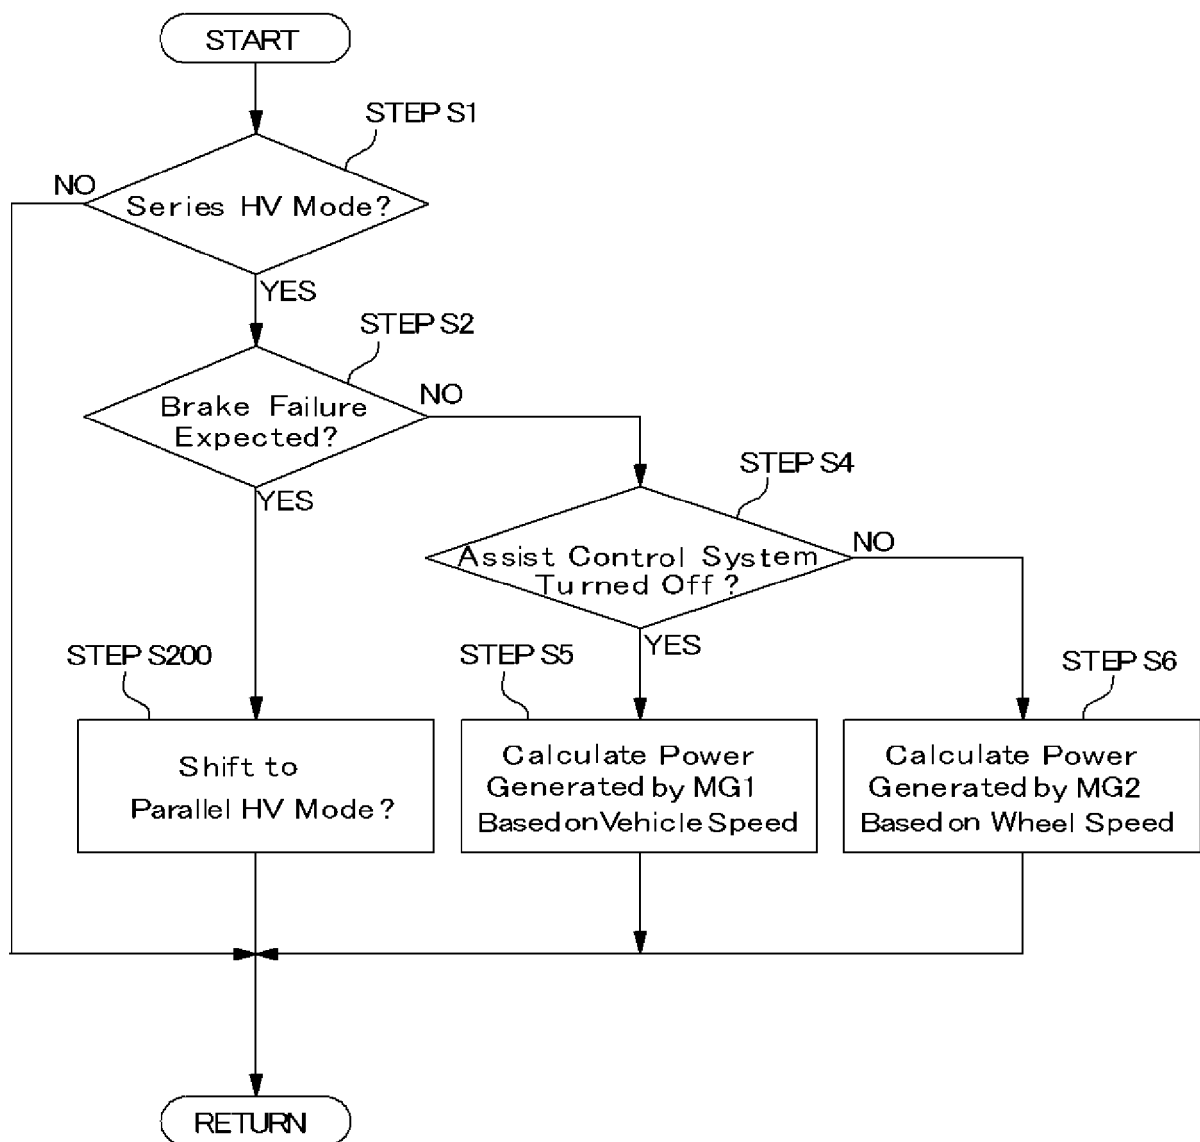 START
STEP S1
NO
Series HV Mode?
YES
STEP S2
NO
Brake Failure
Expected?
YES
STEP S4
NO
Assist Control System
Turned Off?
YES
STEP S200
STEP S5
STEP S6
Shift to
Parallel HV Mode?
Calculate Power
Generated by MG1
Based on Vehicle Speed
Calculate Power
Generated by MG2
Based on Wheel Speed
RETURN